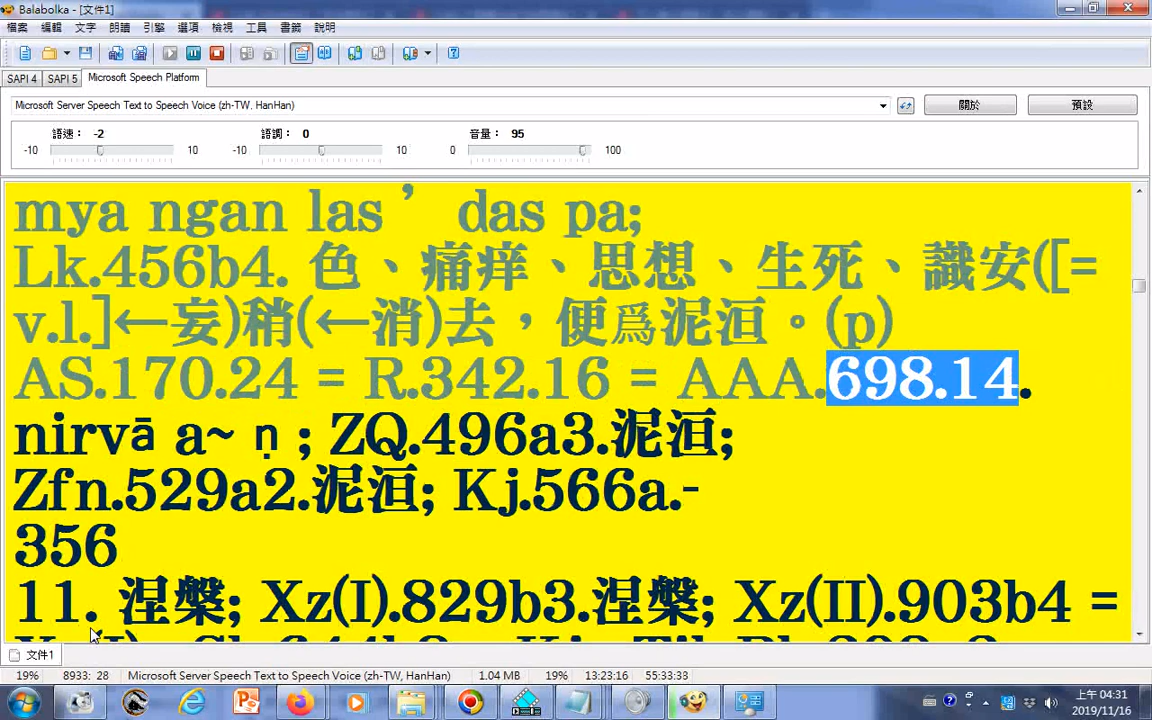 Balabolka - [文件1]
檔案 編輯 文字 朗讀 引擎 選項 檢視 工具 書籤 說明
SAPI 4 SAPI 5 Microsoft Speech Platform
Microsoft Server Speech Text to Speech Voice (zh-TW, HanHan) 關於 預設
語速： -2 語調： 0 音量： 95
-10 10 -10 10 0 100
mya ngan las ’ das pa;
Lk.456b4. 色、痛痒、思想、生死、識安([=
v.l.]←妄)稍(←消)去，便爲泥洹。(p)
AS.170.24 = R.342.16 = AAA.698.14.
nirvā a~ ṇ ; ZQ.496a3.泥洹;
Zfn.529a2.泥洹; Kj.566a.-
356
11. 涅槃; Xz(I).829b3.涅槃; Xz(II).903b4 =
文件1
19% 8933: 28 Microsoft Server Speech Text to Speech Voice (zh-TW, HanHan) 1.04 MB 19% 13:23:16 55:33:38
上午 04:31
2019/11/16